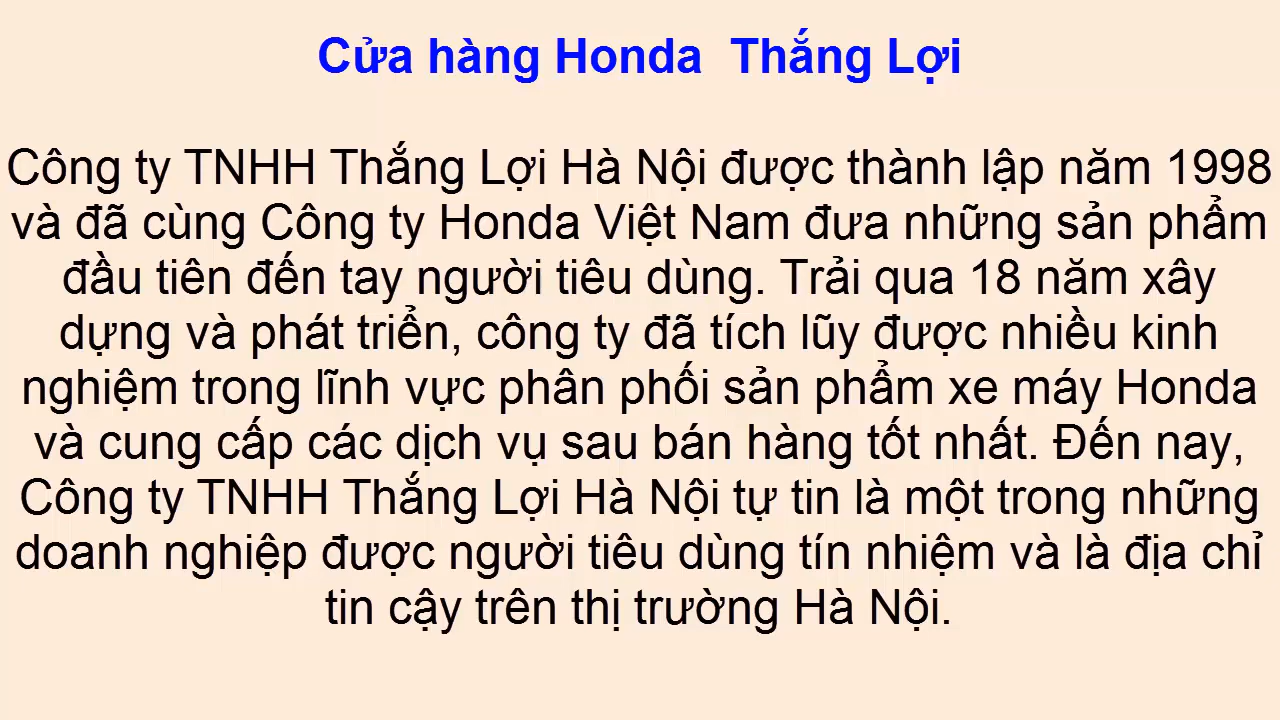 Cửa hàng Honda  Thắng Lợi
Công ty TNHH Thắng Lợi Hà Nội được thành lập năm 1998
và đã cùng Công ty Honda Việt Nam đưa những sản phẩm
đầu tiên đến tay người tiêu dùng. Trải qua 18 năm xây
dựng và phát triển, công ty đã tích lũy được nhiều kinh
nghiệm trong lĩnh vực phân phối sản phẩm xe máy Honda
và cung cấp các dịch vụ sau bán hàng tốt nhất. Đến nay,
Công ty TNHH Thắng Lợi Hà Nội tự tin là một trong những
doanh nghiệp được người tiêu dùng tín nhiệm và là địa chỉ
tin cậy trên thị trường Hà Nội.